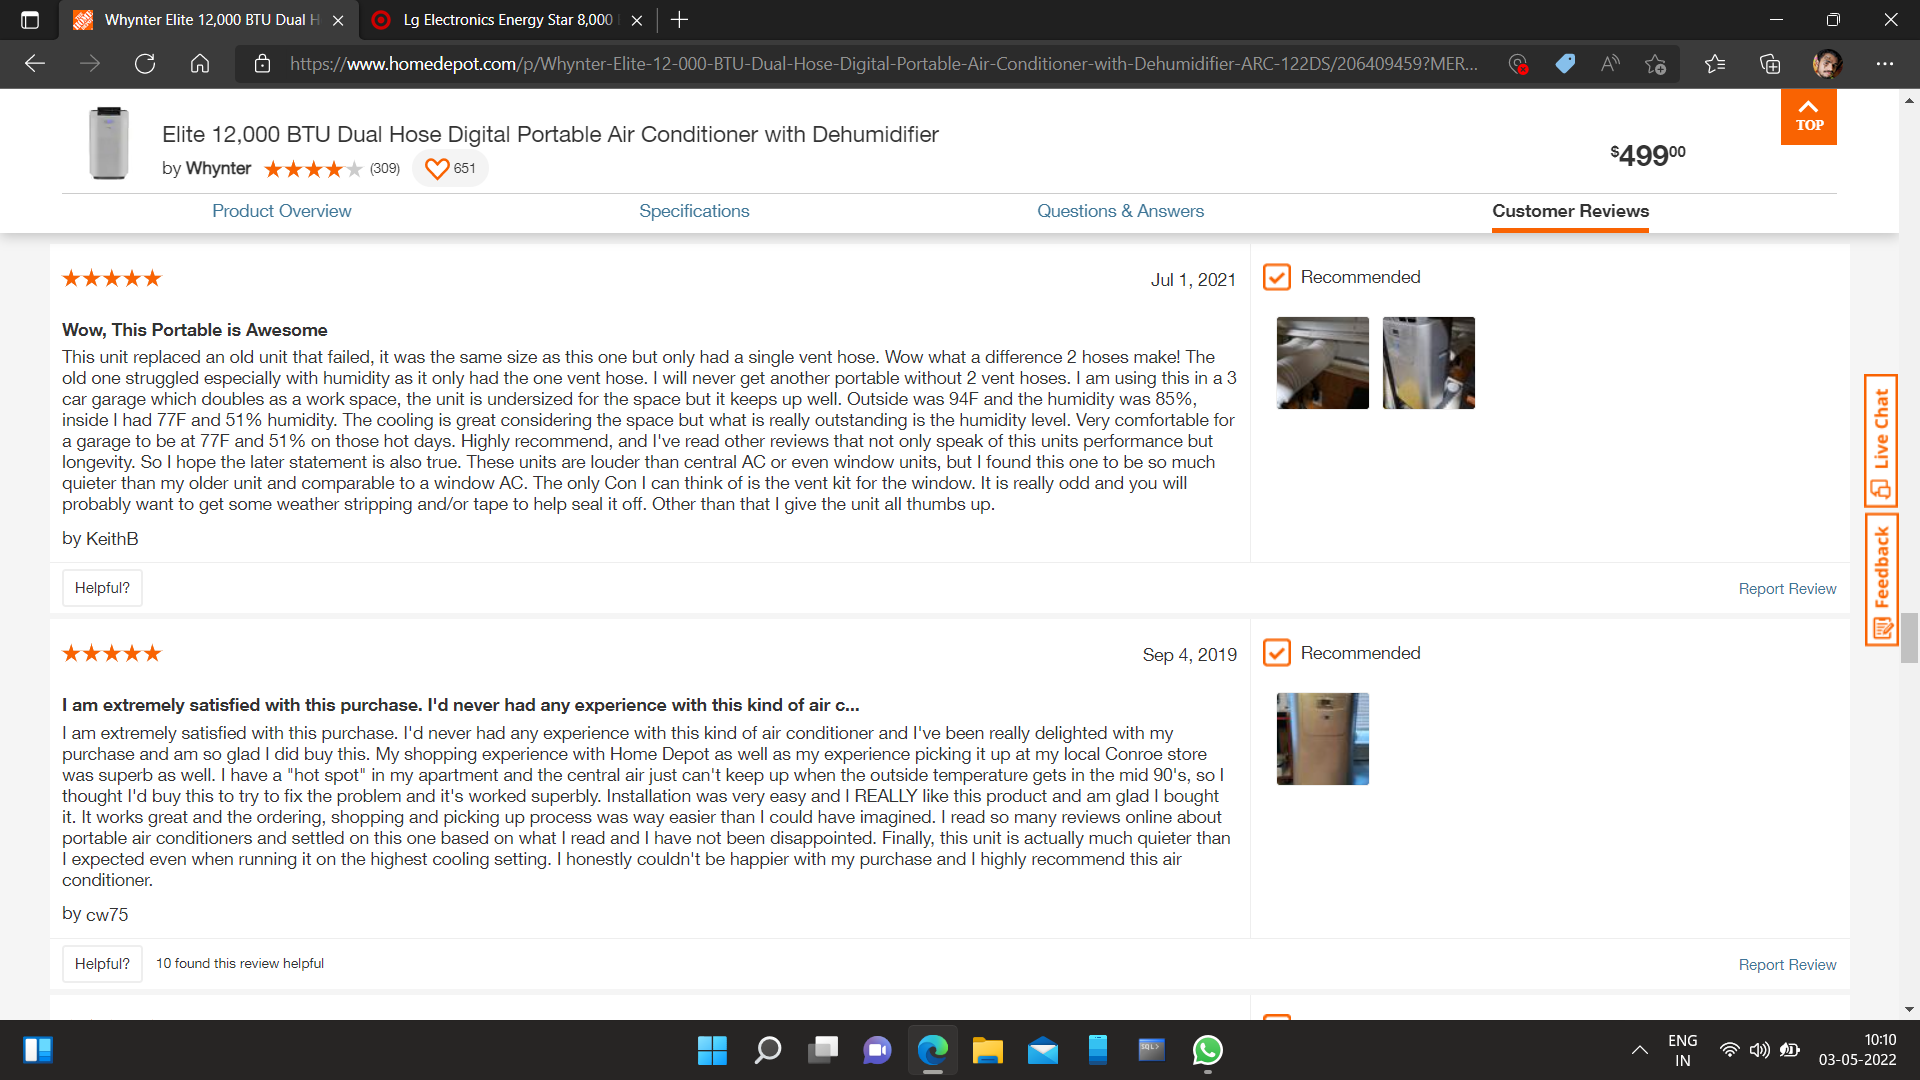 Whynter Elite 12,000 BTU Dual H
Lg Electronics Energy Star 8,000
https://www.homedepot.com/p/Whynter-Elite-12-000-BTU-Dual-Hose-Digital-Portable-Air-Conditioner-with-Dehumidifier-ARC-122DS/206409459?MER...
Elite 12,000 BTU Dual Hose Digital Portable Air Conditioner with Dehumidifier
by Whynter (309) 651
$49900
TOP
Product Overview
Specifications
Questions & Answers
Customer Reviews
Jul 1, 2021
Recommended
Wow, This Portable is Awesome
This unit replaced an old unit that failed, it was the same size as this one but only had a single vent hose. Wow what a difference 2 hoses make! The
old one struggled especially with humidity as it only had the one vent hose. I will never get another portable without 2 vent hoses. I am using this in a 3
car garage which doubles as a work space, the unit is undersized for the space but it keeps up well. Outside was 94F and the humidity was 85%,
inside I had 77F and 51% humidity. The cooling is great considering the space but what is really outstanding is the humidity level. Very comfortable for
a garage to be at 77F and 51% on those hot days. Highly recommend, and I've read other reviews that not only speak of this units performance but
longevity. So I hope the later statement is also true. These units are louder than central AC or even window units, but I found this one to be so much
quieter than my older unit and comparable to a window AC. The only Con I can think of is the vent kit for the window. It is really odd and you will
probably want to get some weather stripping and/or tape to help seal it off. Other than that I give the unit all thumbs up.
by KeithB
Helpful?
Report Review
Live Chat
Feedback
Sep 4, 2019
Recommended
I am extremely satisfied with this purchase. I'd never had any experience with this kind of air c...
I am extremely satisfied with this purchase. I'd never had any experience with this kind of air conditioner and I've been really delighted with my
purchase and am so glad I did buy this. My shopping experience with Home Depot as well as my experience picking it up at my local Conroe store
was superb as well. I have a "hot spot" in my apartment and the central air just can't keep up when the outside temperature gets in the mid 90's, so I
thought I'd buy this to try to fix the problem and it's worked superbly. Installation was very easy and I REALLY like this product and am glad I bought
it. It works great and the ordering, shopping and picking up process was way easier than I could have imagined. I read so many reviews online about
portable air conditioners and settled on this one based on what I read and I have not been disappointed. Finally, this unit is actually much quieter than
I expected even when running it on the highest cooling setting. I honestly couldn't be happier with my purchase and I highly recommend this air
conditioner.
by cw75
Helpful?
10 found this review helpful
Report Review
SQL>
ENG
IN
10:10
03-05-2022